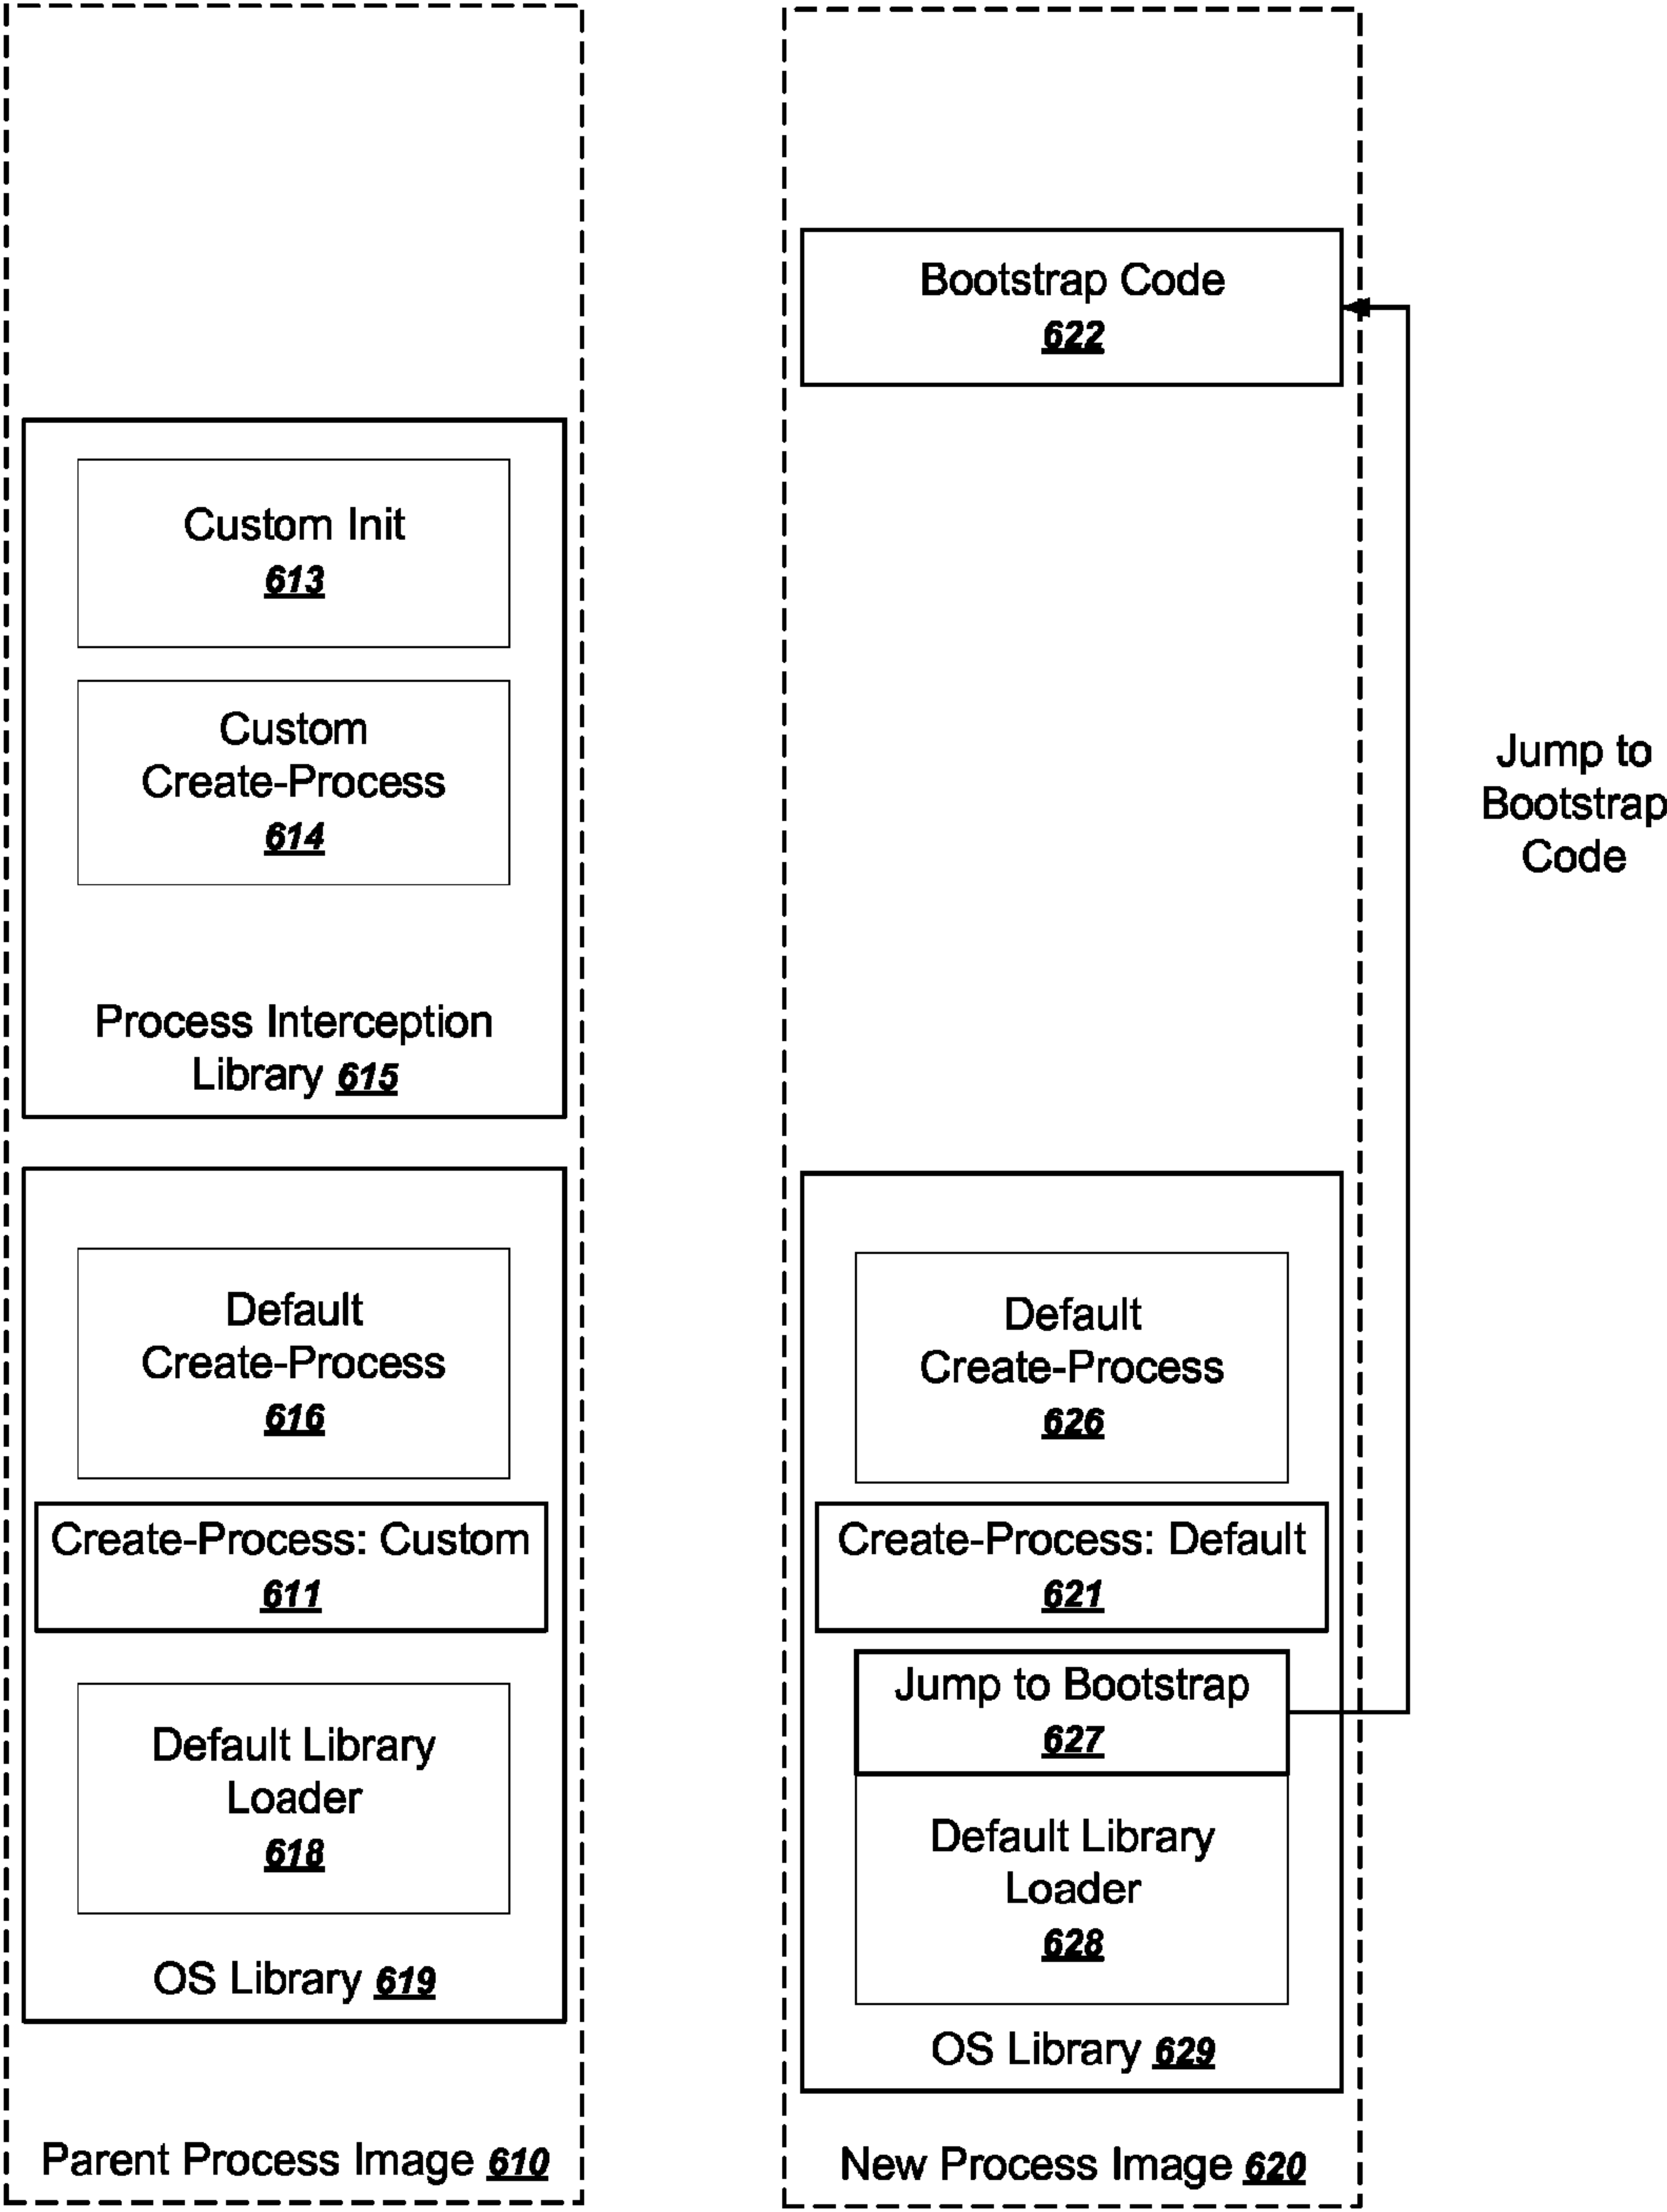 Custom Init
613
Custom
Create-Process
614
Process Interception
Library 615
Default
Create-Process
616
Create-Process: Custom
611
Default Library
Loader
618
OS Library 619
Parent Process Image 610
Bootstrap Code
622
Default
Create-Process
626
Create-Process: Default
621
Jump to Bootstrap
627
Default Library
Loader
628
OS Library 629
New Process Image 620
Jump to
Bootstrap
Code